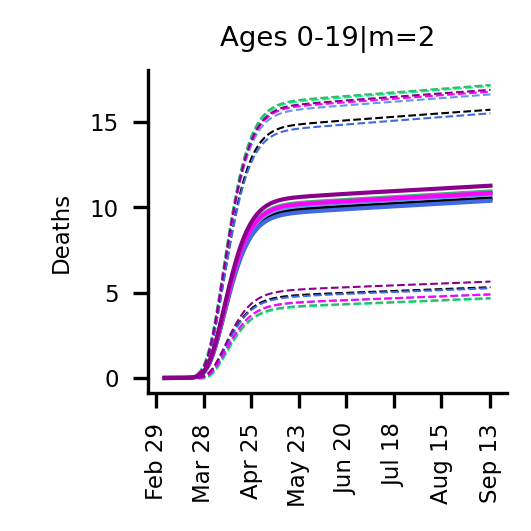 Ages 0-19|m=2
Deaths
15
10
5
0
Feb 29
Mar 28
Apr 25
May 23
Jun 20
Jul 18
Aug 15
Sep 13